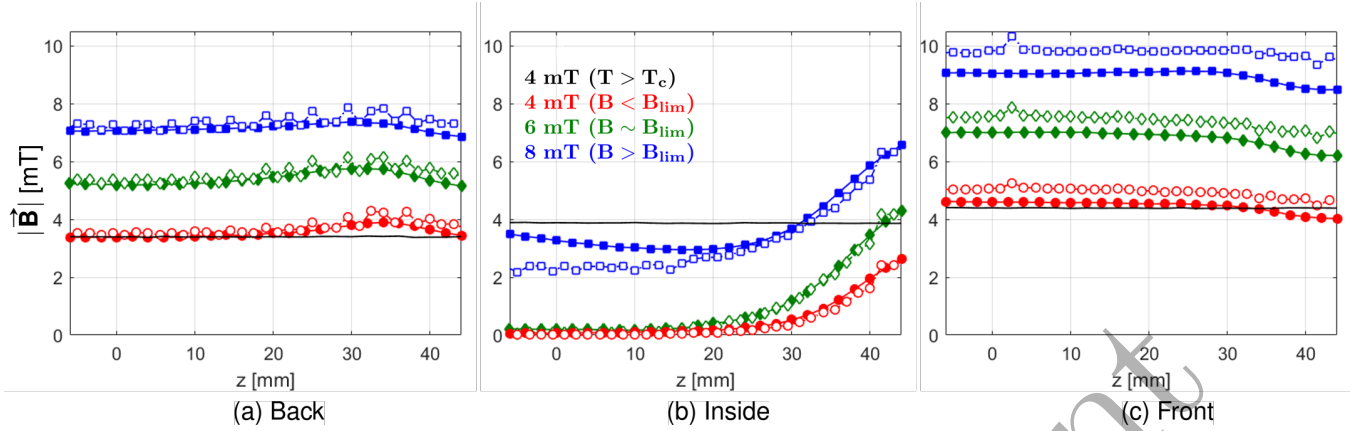 |B⃗| [mT]
10
8
6
4
2
0
0 10 20 30 40
z [mm]
(a) Back
10
8
6
4
2
0
4 mT (T > Tc)
4 mT (B < Blim)
6 mT (B ∼ Blim)
8 mT (B > Blim)
0 10 20 30 40
z [mm]
(b) Inside
10
8
6
4
2
0
0 10 20 30 40
z [mm]
(c) Front
nt